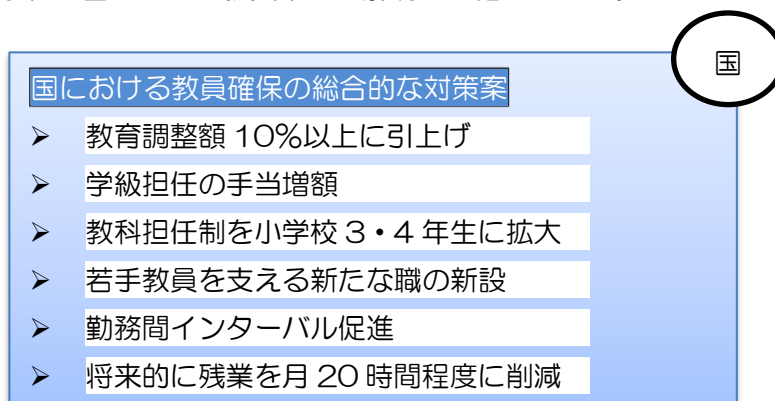 国
国における教員確保の総合的な対策案
➢ 教育調整額 10%以上に引上げ
➢ 学級担任の手当増額
➢ 教科担任制を小学校 3・4 年生に拡大
➢ 若手教員を支える新たな職の新設
➢ 勤務間インターバル促進
➢ 将来的に残業を月 20 時間程度に削減